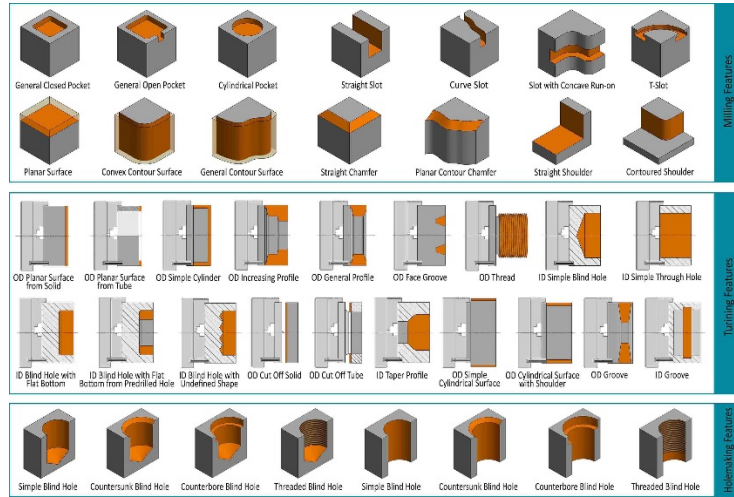 General Closed Pocket
General Open Pocket
Cylindrical Pocket
Straight Slot
Curve Slot
Slot with Concave Run-on
T-Slot
Planar Surface
Convex Contour Surface
General Contour Surface
Straight Chamfer
Planar Contour Chamfer
Straight Shoulder
Contoured Shoulder
Milling Features
OD Planar Surface
from Solid
OD Planar Surface
from Tube
OD Simple Cylinder
OD Increasing Profile
OD General Profile
OD Face Groove
OD Thread
ID Simple Blind Hole
ID Simple Through Hole
ID Blind Hole with
Flat Bottom
ID Blind Hole with Flat
Bottom from Predrilled Hole
ID Blind Hole with
Undefined Shape
OD Cut Off Solid
OD Cut Off Tube
ID Taper Profile
OD Simple
Cylindrical Surface
OD Cylindrical Surface
with Shoulder
OD Groove
ID Groove
Turining Features
Simple Blind Hole
Countersunk Blind Hole
Counterbore Blind Hole
Threaded Blind Hole
Simple Blind Hole
Countersunk Blind Hole
Counterbore Blind Hole
Threaded Blind Hole
Holemaking Features